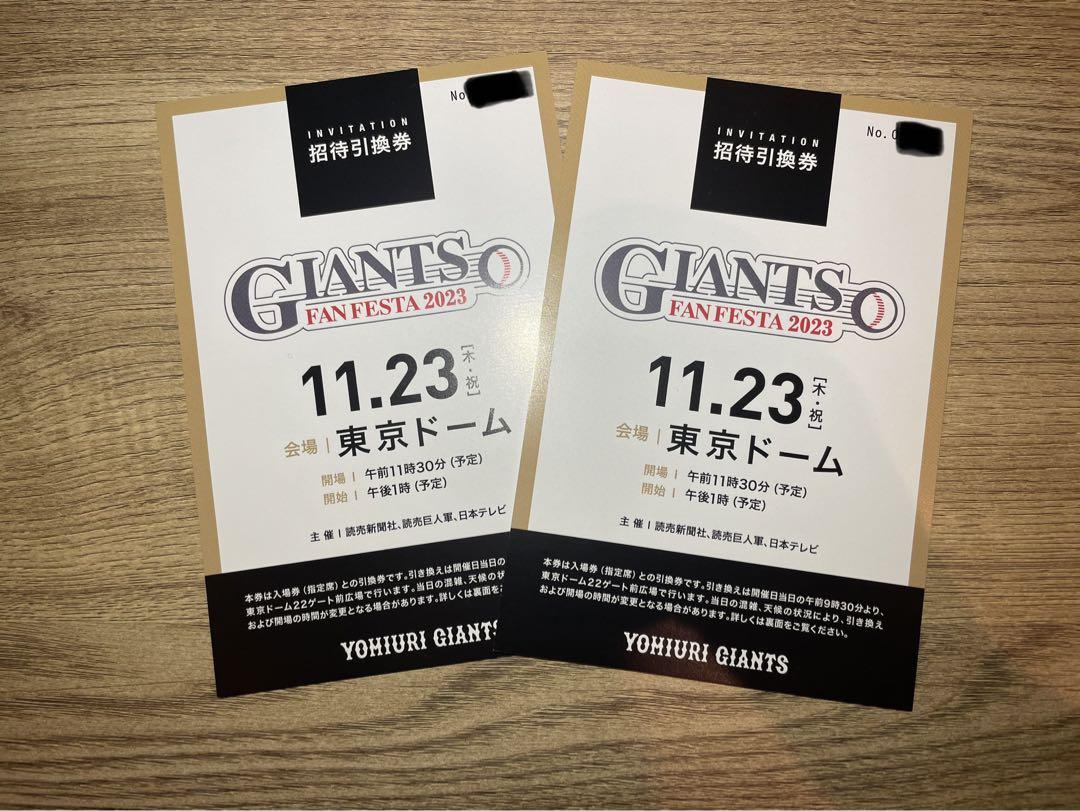 No
INVITATION
招待引換券
GIANTS
FAN FESTA 2023
11.23[木・祝]
会場 | 東京ドーム
開場 | 午前11時30分(予定)
開始 | 午後1時(予定)
主 催 | 読売新聞社、読売巨人軍、日本テレビ
本券は入場券(指定席)との引換券です。引き換えは開催日当日の
東京ドーム22ゲート前広場で行います。当日の混雑、天候の状
および開場の時間が変更となる場合があります。詳しくは裏面をご
YOMIURI GIANTS
No.0
INVITATION
招待引換券
GIANTS
FAN FESTA 2023
11.23[木・祝]
会場 | 東京ドーム
開場 | 午前11時30分(予定)
開始 | 午後1時(予定)
主 催 | 読売新聞社、読売巨人軍、日本テレビ
本券は入場券(指定席)との引換券です。引き換えは開催日当日の午前9時30分より、
東京ドーム22ゲート前広場で行います。当日の混雑、天候の状況により、引き換え
および開場の時間が変更となる場合があります。詳しくは裏面をご覧ください。
YOMIURI GIANTS